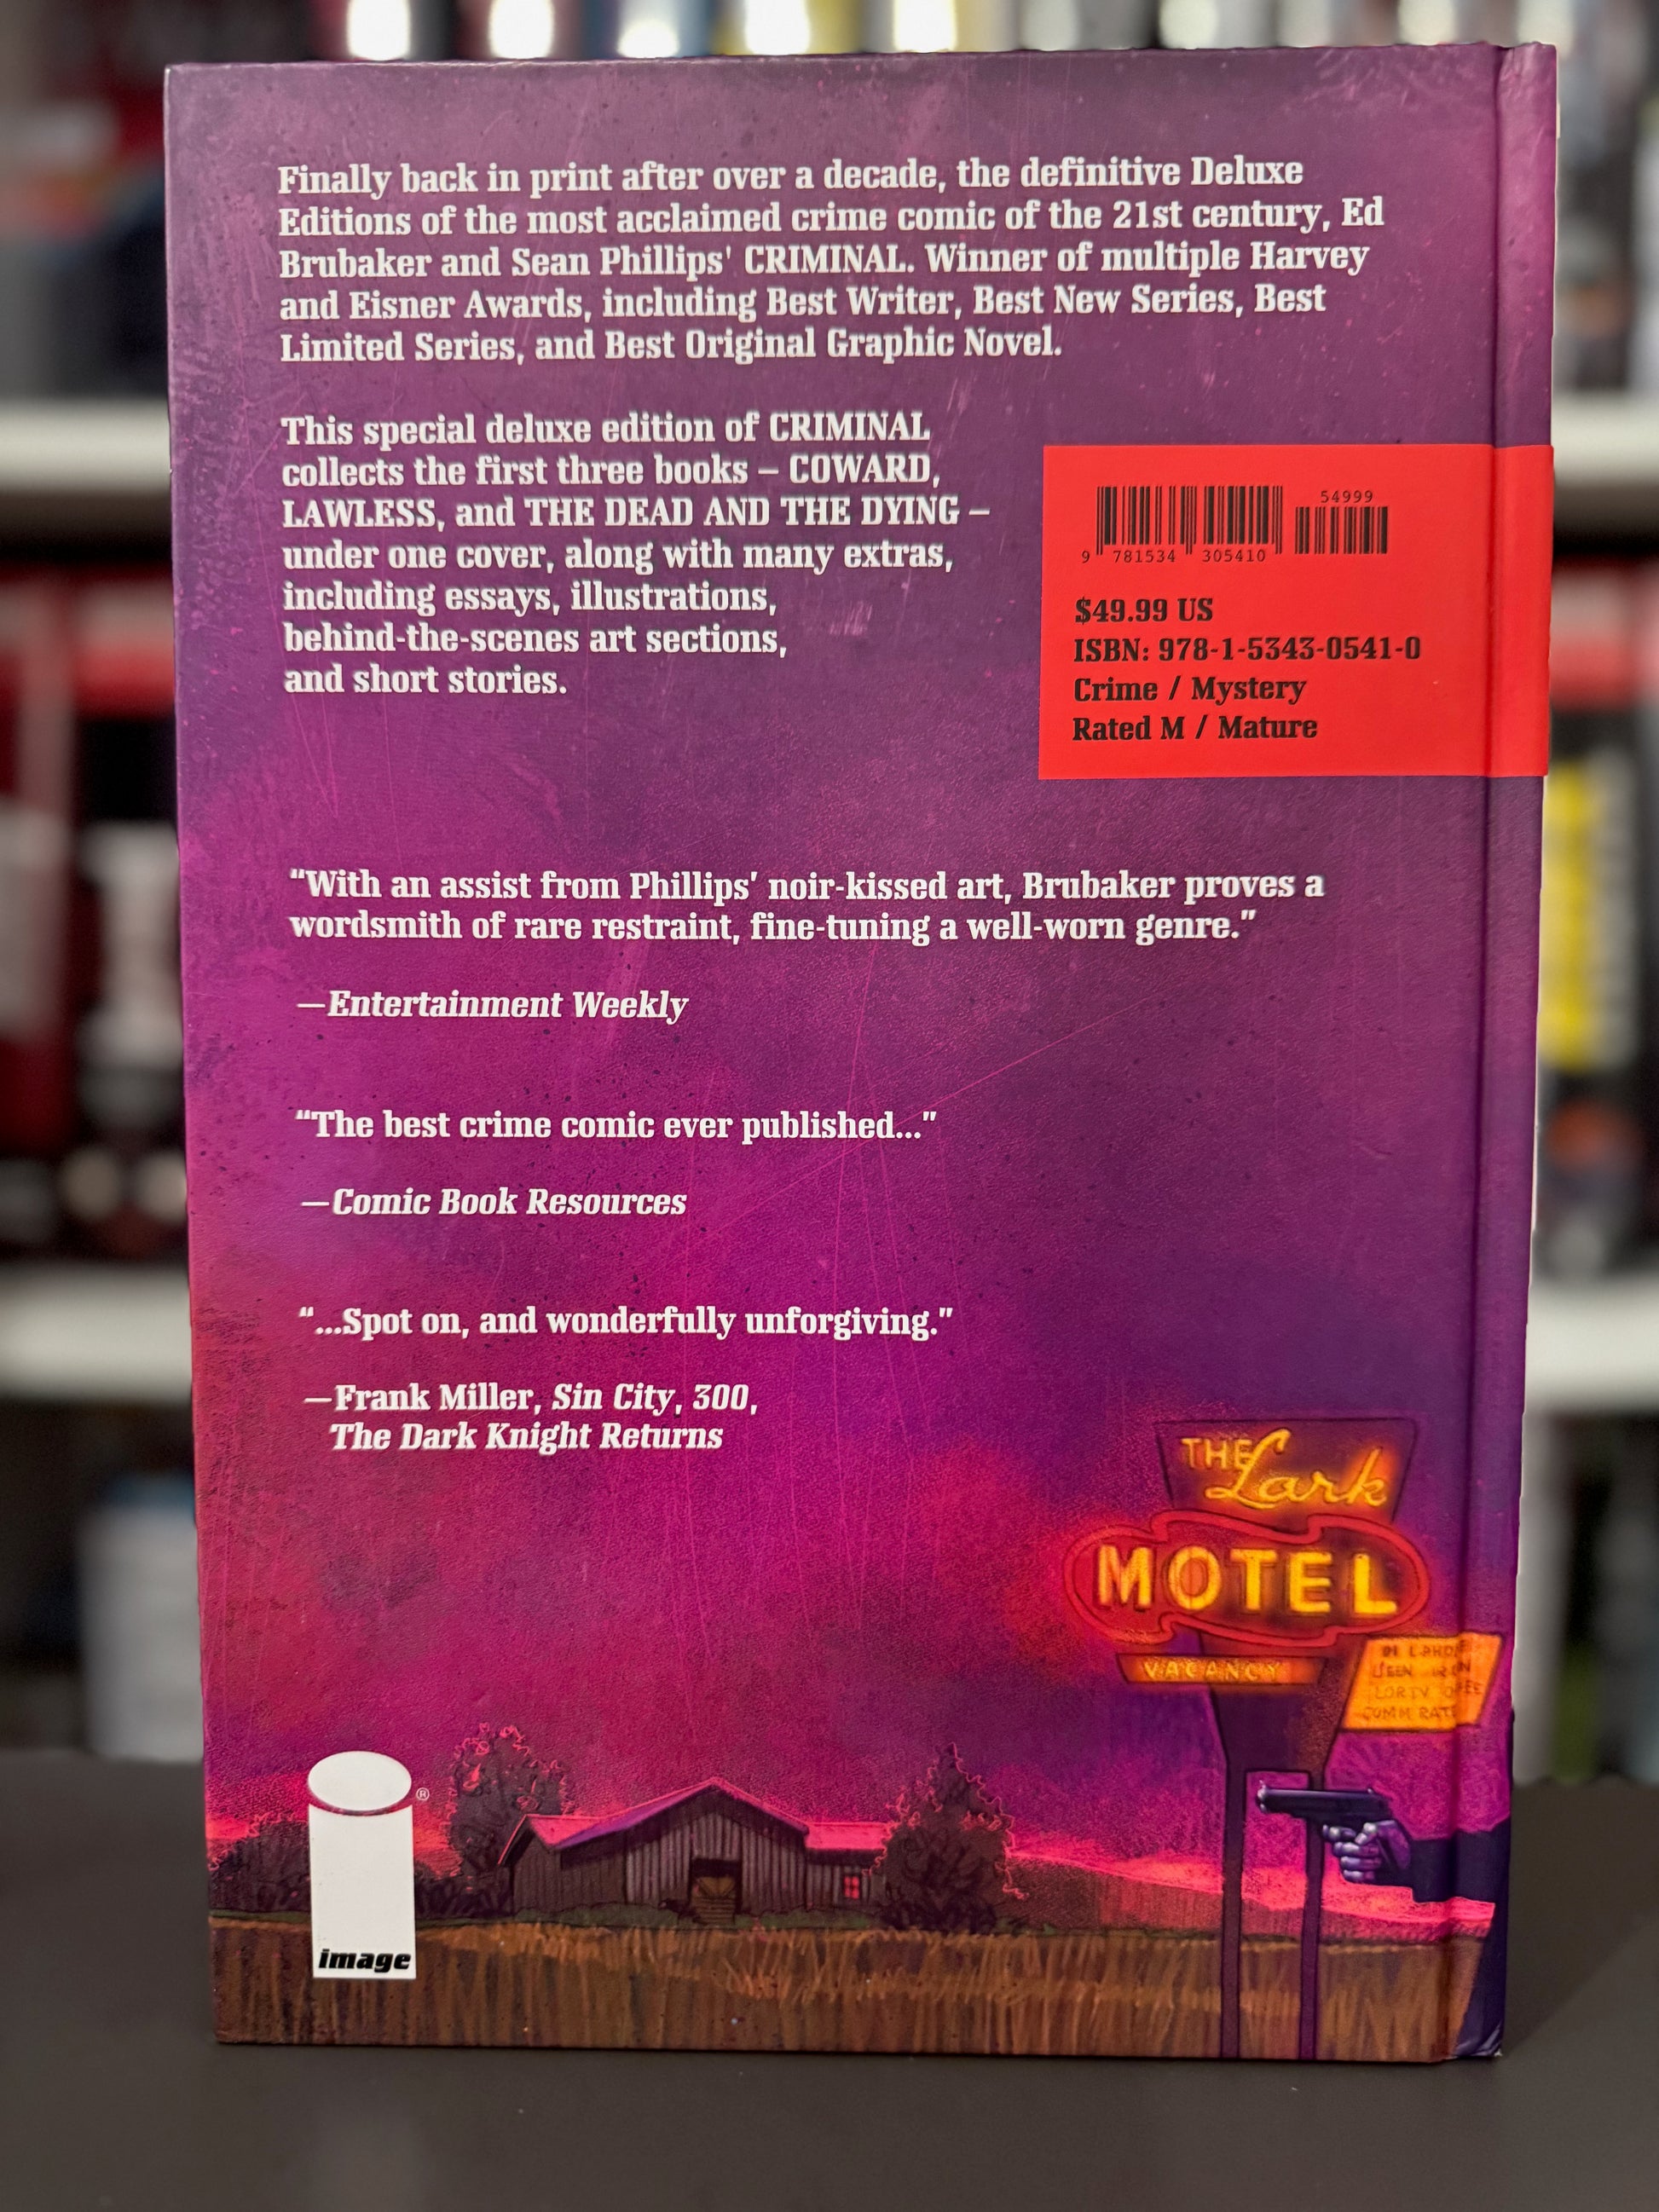 Finally back in print after over a decade, the definitive Deluxe
Editions of the most acclaimed crime comic of the 21st century, Ed
Brubaker and Sean Phillips' CRIMINAL. Winner of multiple Harvey
and Eisner Awards, including Best Writer, Best New Series, Best
Limited Series, and Best Original Graphic Novel.
This special deluxe edition of CRIMINAL
collects the first three books – COWARD,
LAWLESS, and THE DEAD AND THE DYING –
under one cover, along with many extras,
including essays, illustrations,
behind-the-scenes art sections,
and short stories.
54999
9 781534 305410
$49.99 US
ISBN: 978-1-5343-0541-0
Crime / Mystery
Rated M / Mature
“With an assist from Phillips’ noir-kissed art, Brubaker proves a
wordsmith of rare restraint, fine-tuning a well-worn genre.”
—Entertainment Weekly
“The best crime comic ever published...”
—Comic Book Resources
“...Spot on, and wonderfully unforgiving.”
—Frank Miller, Sin City, 300,
The Dark Knight Returns
THE Lark
MOTEL
VACANCY
®
image